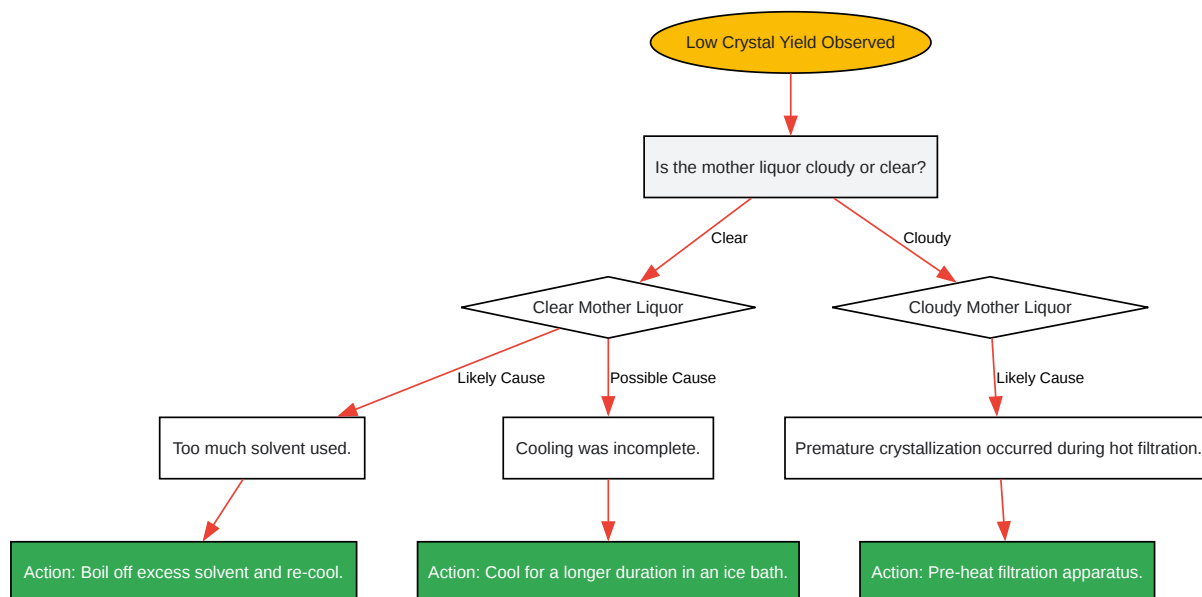 Low Crystal Yield Observed
Is the mother liquor cloudy or clear?
Clear
Cloudy
Clear Mother Liquor
Cloudy Mother Liquor
Likely Cause
Possible Cause
Likely Cause
Too much solvent used.
Cooling was incomplete.
Premature crystallization occurred during hot filtration.
Action: Boil off excess solvent and re-cool.
Action: Cool for a longer duration in an ice bath.
Action: Pre-heat filtration apparatus.